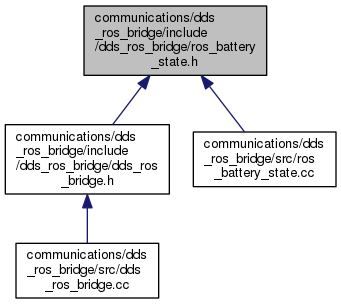 communications/dds
_ros_bridge/include
/dds_ros_bridge/ros_battery
_state.h
communications/dds
_ros_bridge/include
/dds_ros_bridge/dds_ros
_bridge.h
communications/dds
_ros_bridge/src/ros
_battery_state.cc
communications/dds
_ros_bridge/src/dds
_ros_bridge.cc